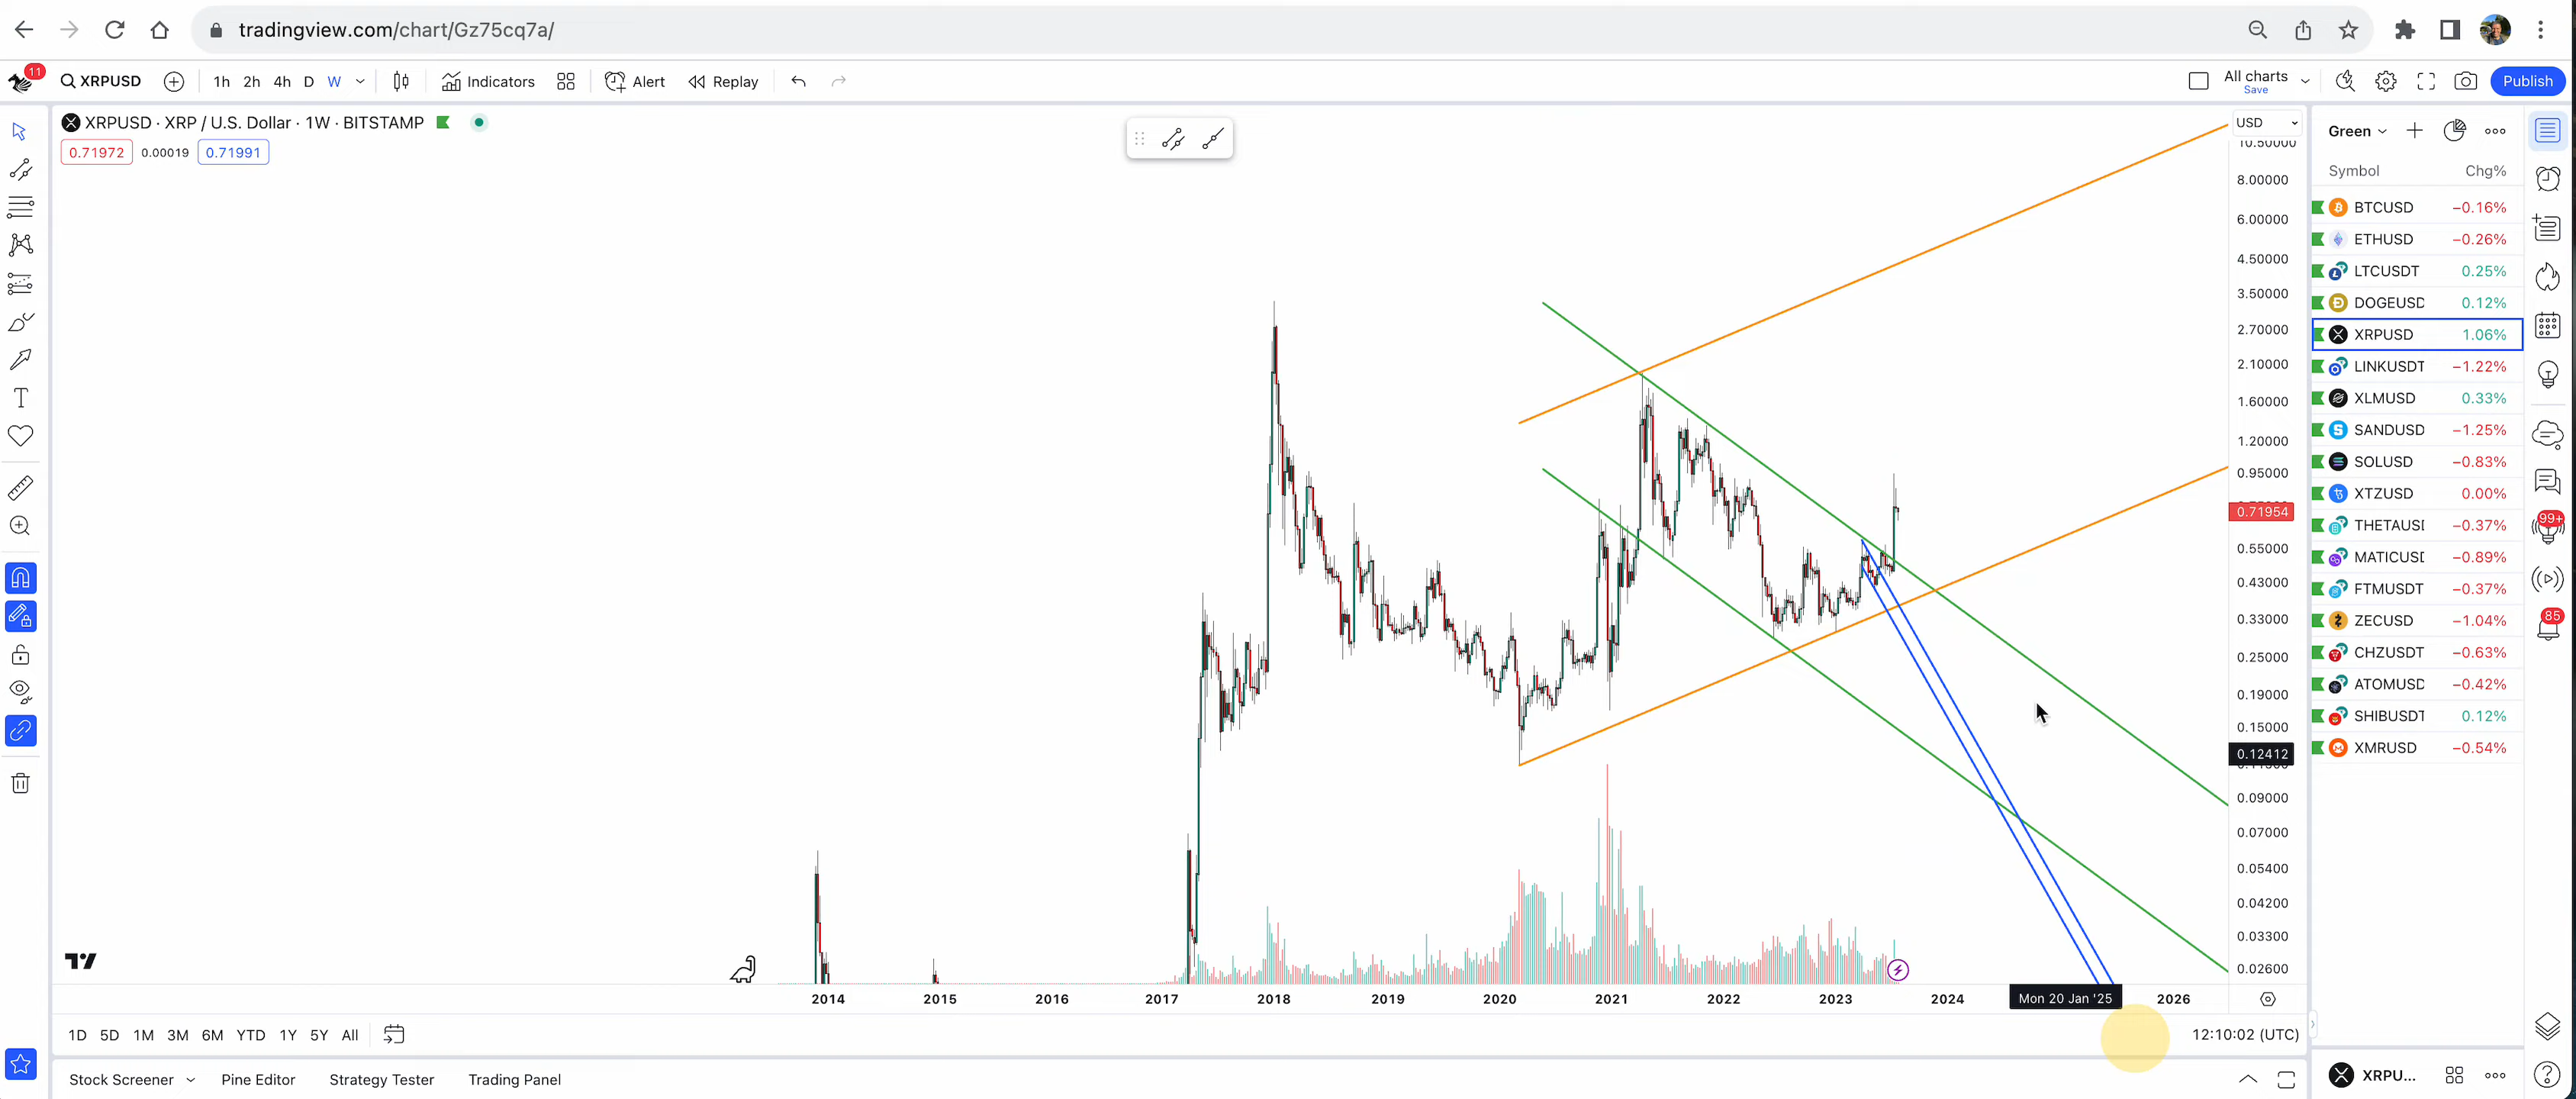 tradingview.com/chart/Gz75cq7a/
11
XRPUSD 1h 2h 4h D W Indicators Alert Replay All charts Save Publish
XRPUSD · XRP / U.S. Dollar · 1W · BITSTAMP
0.71972 0.00019 0.71991
USD
10.50000
8.00000
6.00000
4.50000
3.50000
2.70000
2.10000
1.60000
1.20000
0.95000
0.71954
0.55000
0.43000
0.33000
0.25000
0.19000
0.15000
0.12412
0.09000
0.07000
0.05400
0.04200
0.03300
0.02600
2014 2015 2016 2017 2018 2019 2020 2021 2022 2023 2024 Mon 20 Jan '25 2026
1D 5D 1M 3M 6M YTD 1Y 5Y All 12:10:02 (UTC)
Stock Screener Pine Editor Strategy Tester Trading Panel
Green
Symbol Chg%
BTCUSD −0.16%
ETHUSD −0.26%
LTCUSDT 0.25%
DOGEUSD 0.12%
XRPUSD 1.06%
LINKUSDT −1.22%
XLMUSD 0.33%
SANDUSD −1.25%
SOLUSD −0.83%
XTZUSD 0.00%
THETAUSD −0.37%
MATICUSD −0.89%
FTMUSDT −0.37%
ZECUSD −1.04%
CHZUSDT −0.63%
ATOMUSD −0.42%
SHIBUSDT 0.12%
XMRUSD −0.54%
99+
85
XRPU...